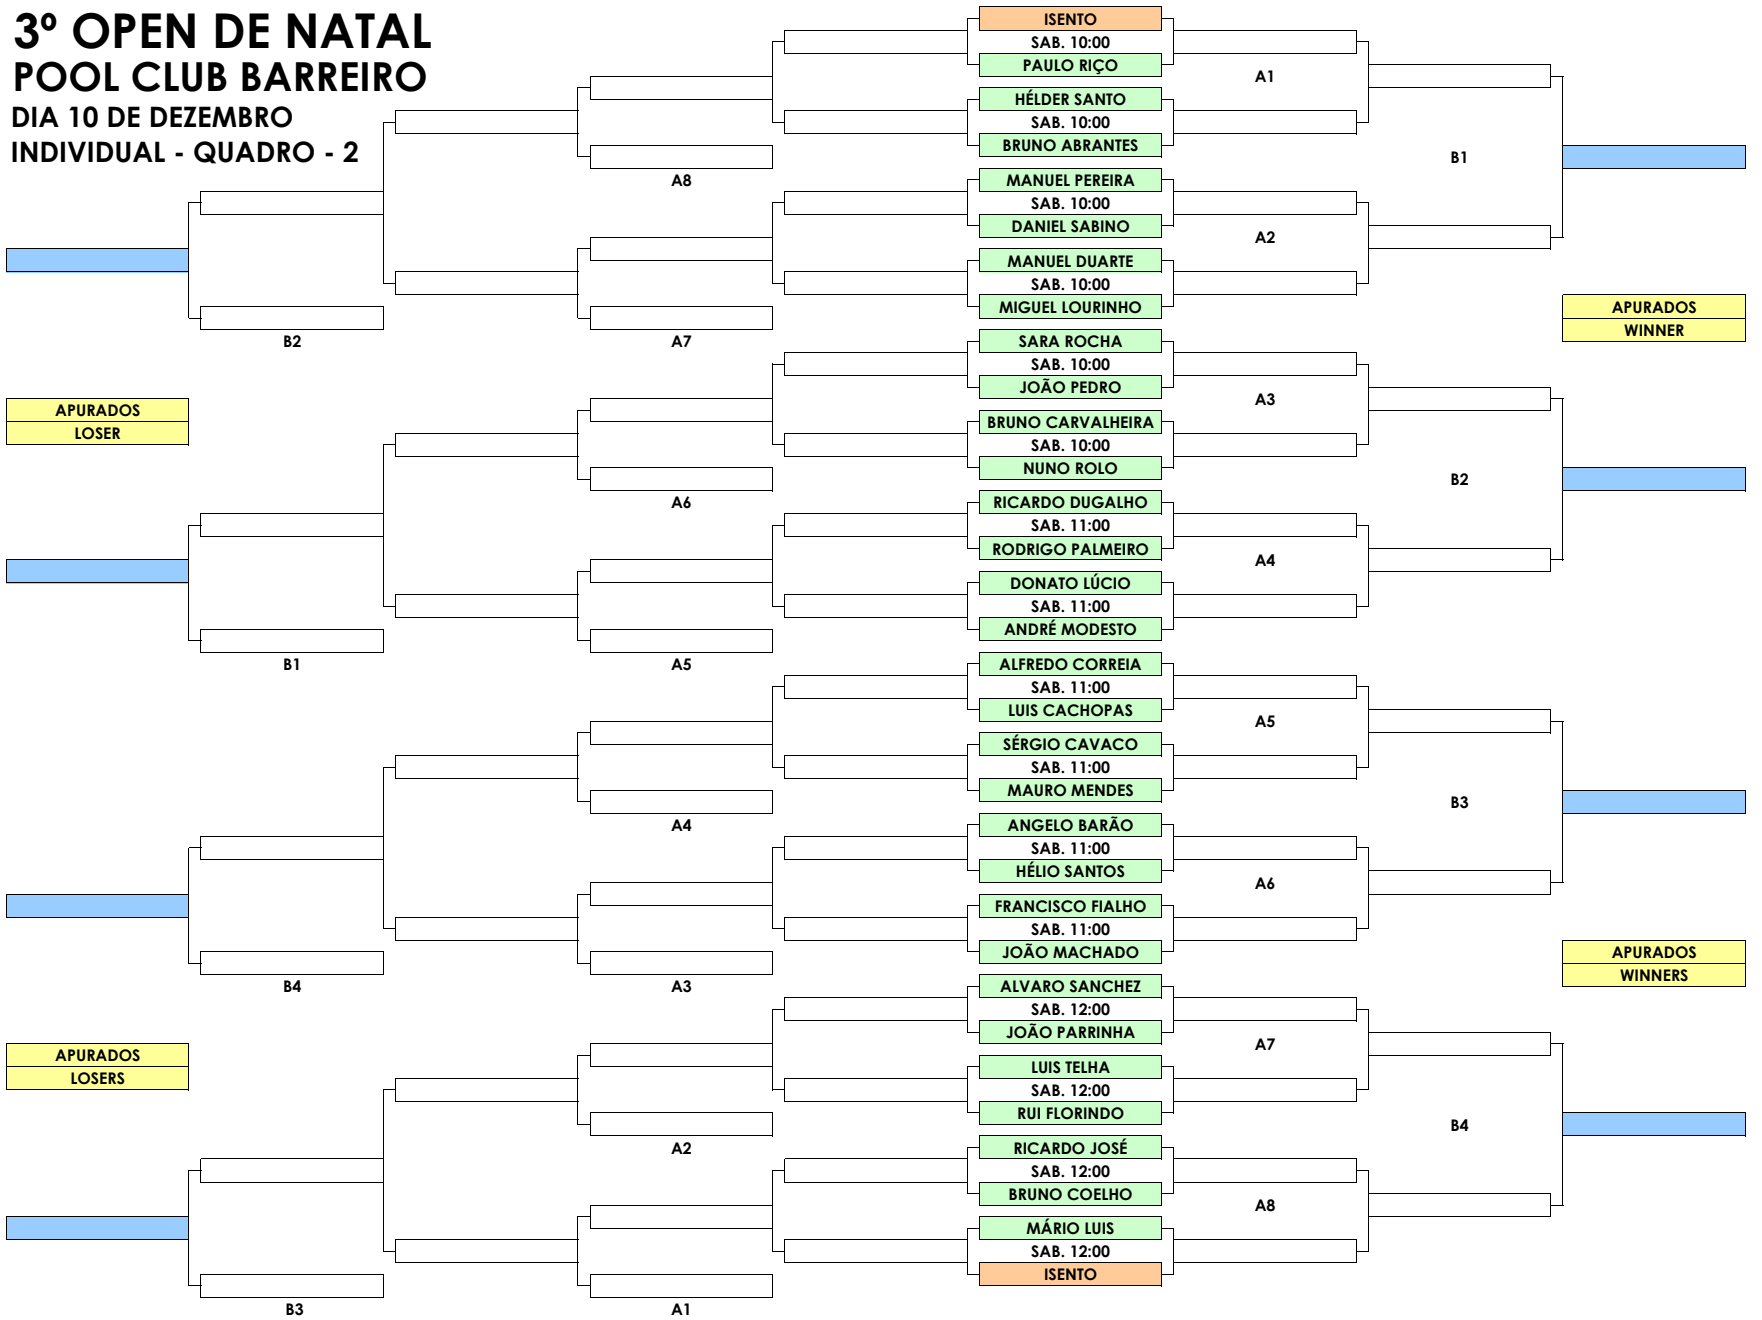 3º OPEN DE NATAL
POOL CLUB BARREIRO
DIA 10 DE DEZEMBRO
INDIVIDUAL - QUADRO - 2
ISENTO
SAB. 10:00
PAULO RIÇO
A1
HÉLDER SANTO
SAB. 10:00
BRUNO ABRANTES
B1
A8
MANUEL PEREIRA
SAB. 10:00
DANIEL SABINO
A2
MANUEL DUARTE
SAB. 10:00
MIGUEL LOURINHO
APURADOS
WINNER
B2
A7
SARA ROCHA
SAB. 10:00
JOÃO PEDRO
A3
APURADOS
LOSER
BRUNO CARVALHEIRA
SAB. 10:00
NUNO ROLO
B2
A6
RICARDO DUGALHO
SAB. 11:00
RODRIGO PALMEIRO
A4
DONATO LÚCIO
SAB. 11:00
ANDRÉ MODESTO
B1
A5
ALFREDO CORREIA
SAB. 11:00
LUIS CACHOPAS
A5
SÉRGIO CAVACO
SAB. 11:00
MAURO MENDES
B3
A4
ANGELO BARÃO
SAB. 11:00
HÉLIO SANTOS
A6
FRANCISCO FIALHO
SAB. 11:00
JOÃO MACHADO
APURADOS
WINNERS
B4
A3
ALVARO SANCHEZ
SAB. 12:00
JOÃO PARRINHA
A7
APURADOS
LOSERS
LUIS TELHA
SAB. 12:00
RUI FLORINDO
B4
A2
RICARDO JOSÉ
SAB. 12:00
BRUNO COELHO
A8
MÁRIO LUIS
SAB. 12:00
ISENTO
B3
A1